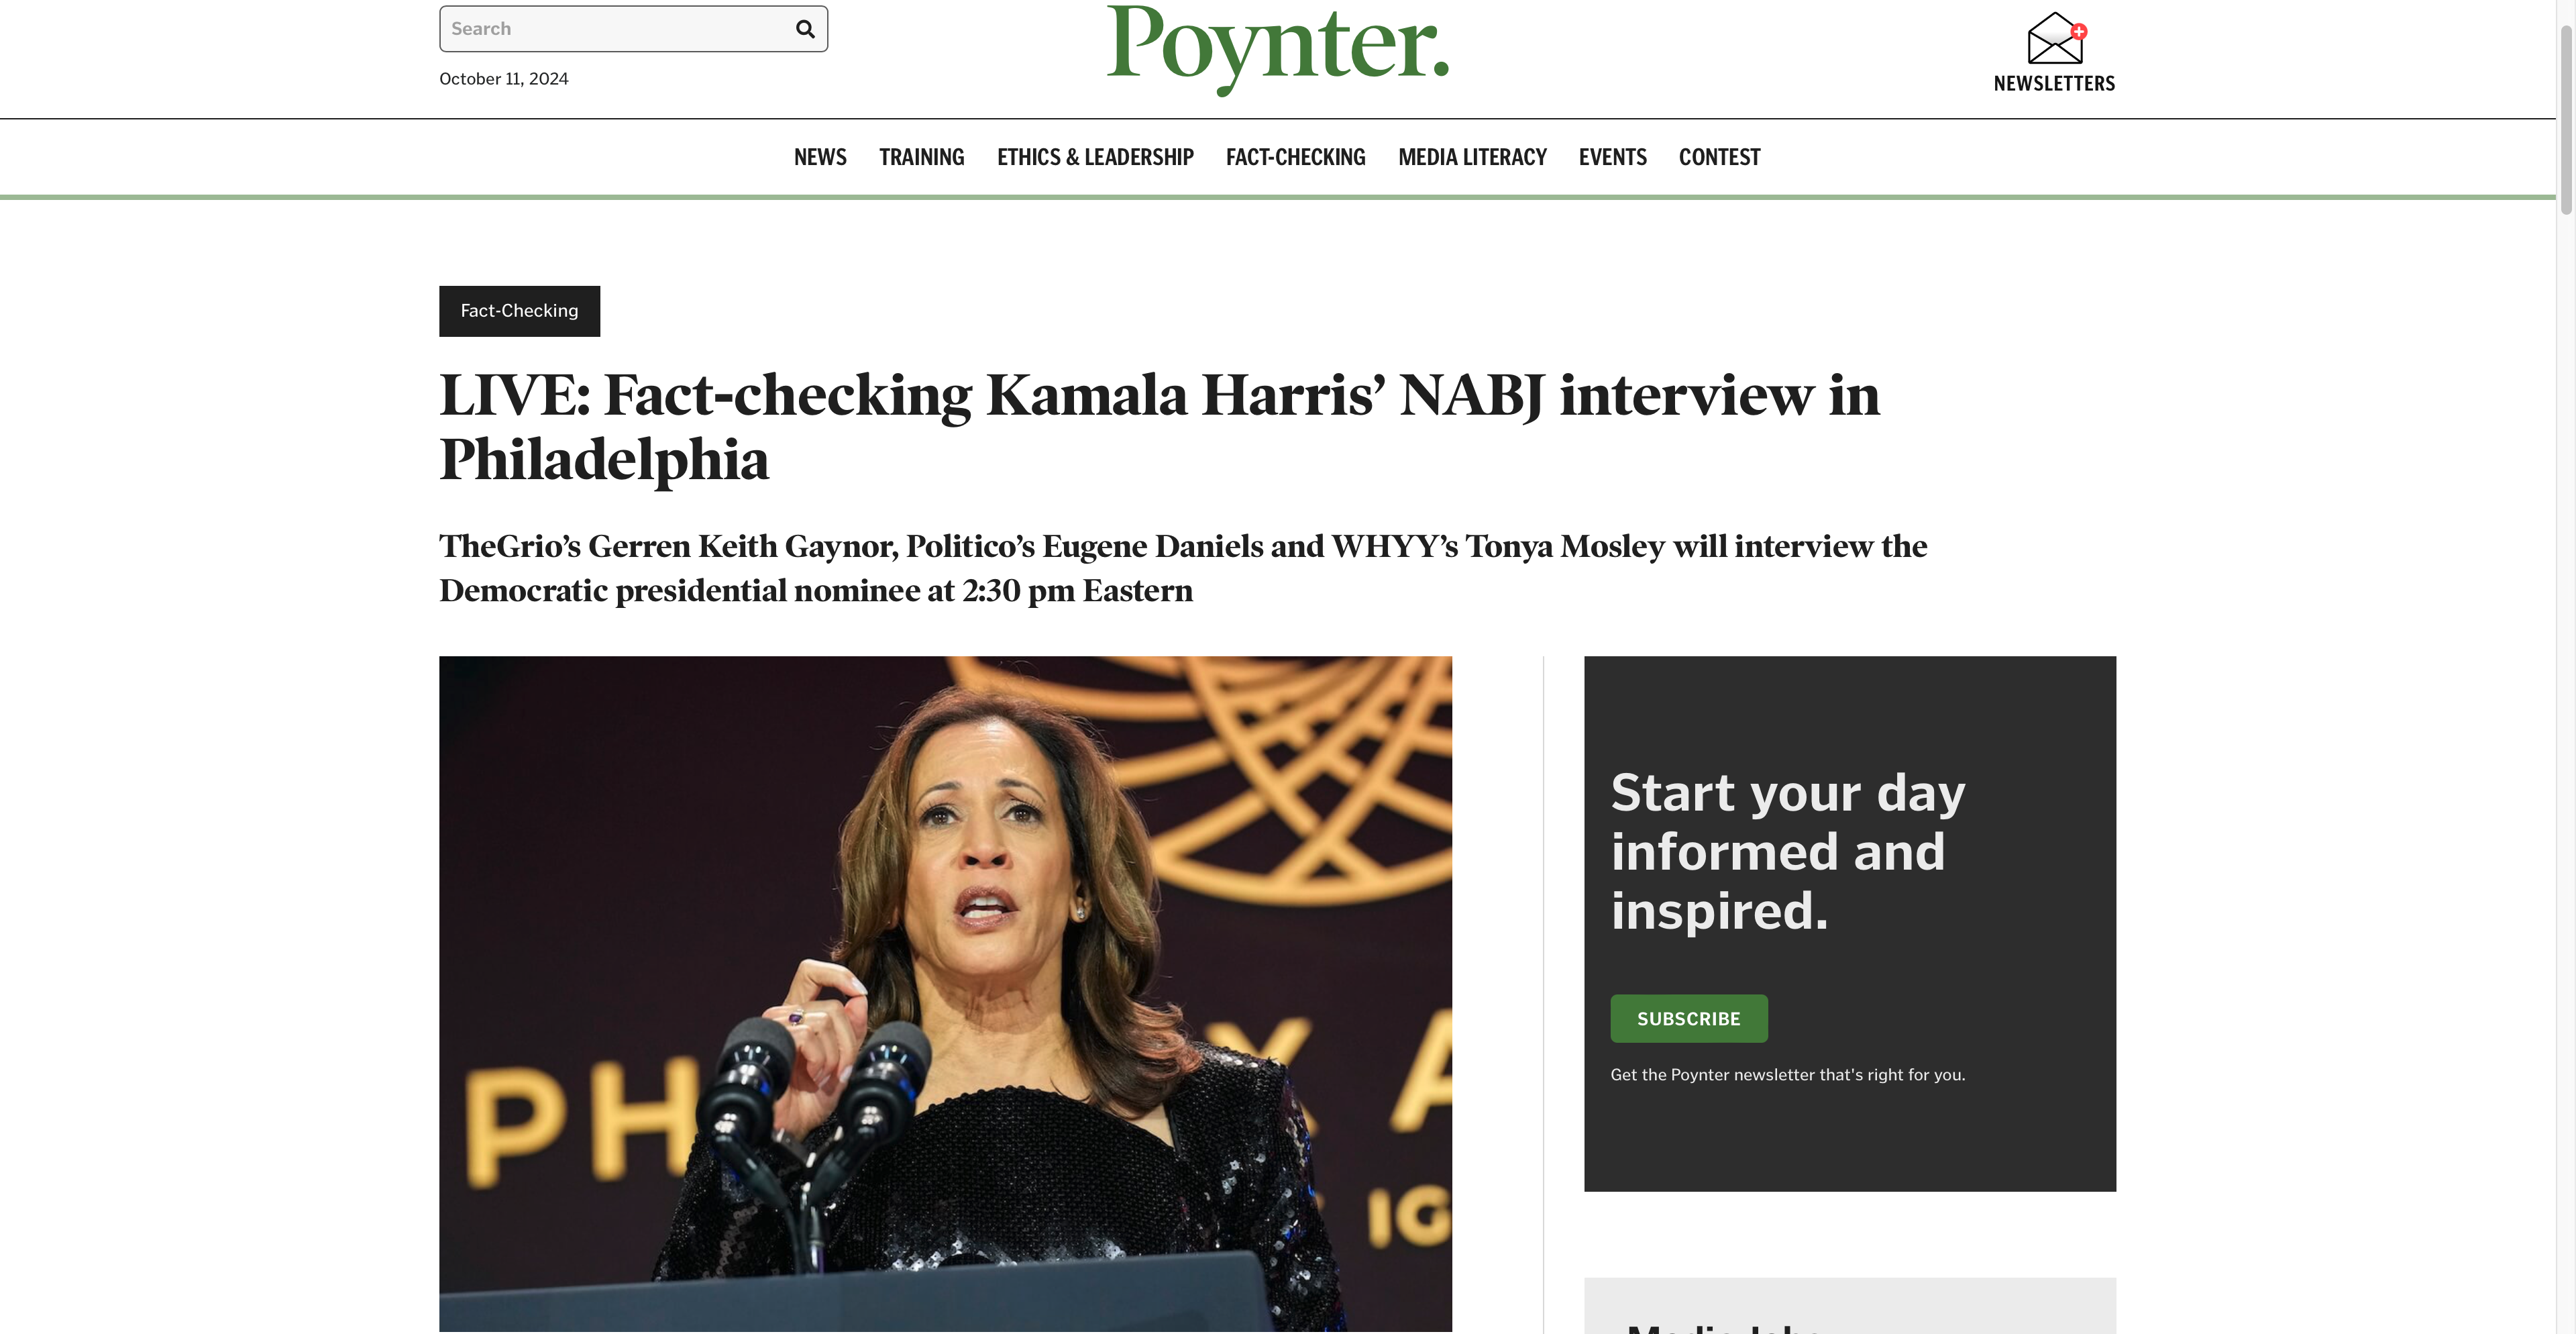 Search
October 11, 2024
Poynter.
NEWSLETTERS
NEWS TRAINING ETHICS & LEADERSHIP FACT-CHECKING MEDIA LITERACY EVENTS CONTEST
Fact-Checking
LIVE: Fact-checking Kamala Harris’ NABJ interview in
Philadelphia
TheGrio’s Gerren Keith Gaynor, Politico’s Eugene Daniels and WHYY’s Tonya Mosley will interview the
Democratic presidential nominee at 2:30 pm Eastern
PH
X A
IG
Start your day
informed and
inspired.
SUBSCRIBE
Get the Poynter newsletter that's right for you.